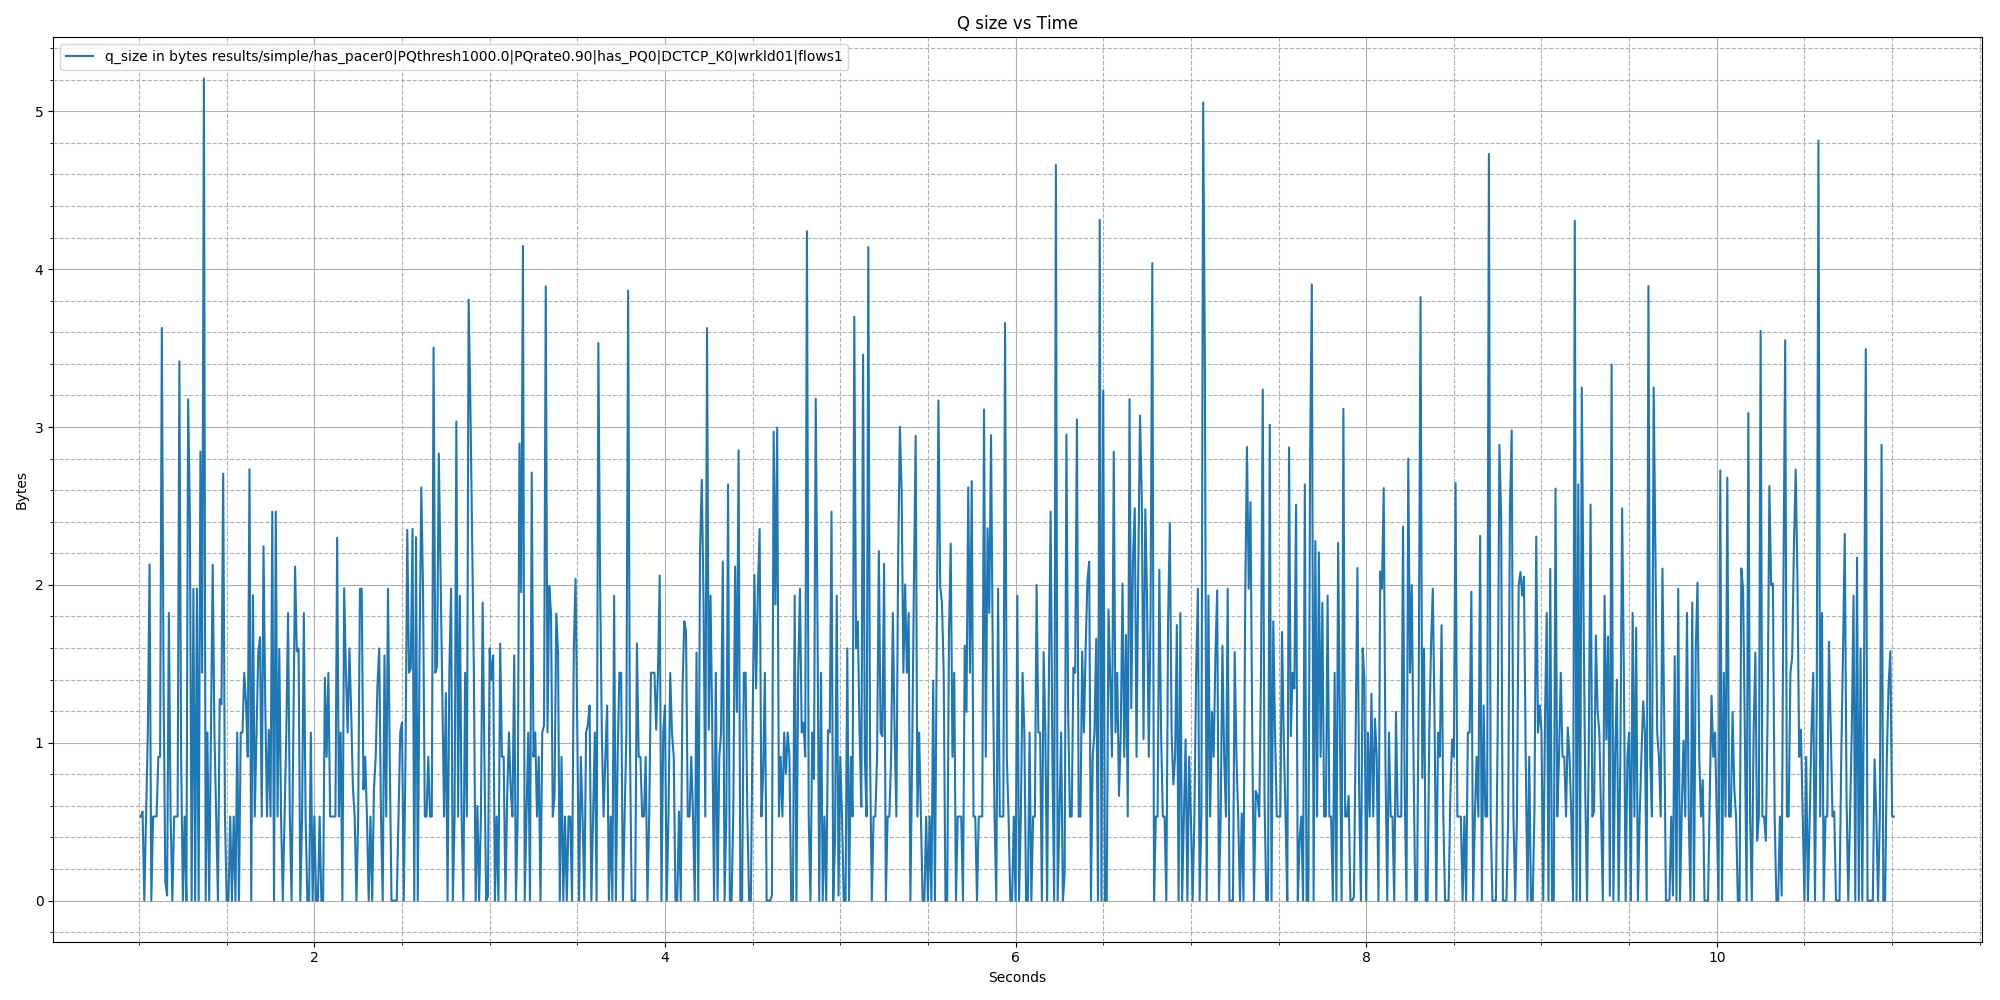 Q size vs Time
q_size in bytes results/simple/has_pacer0|PQthresh1000.0|PQrate0.90|has_PQ0|DCTCP_K0|wrkld01|flows1
5
4
3
2
1
0
Bytes
2 4 6 8 10
Seconds